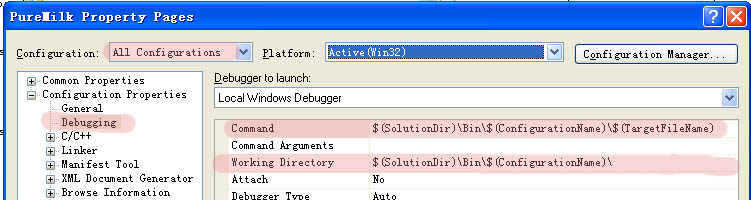 PureMilk Property Pages
Configuration: All Configurations Platform: Active(Win32) Configuration Manager...
Common Properties
Configuration Properties
General
Debugging
C/C++
Linker
Manifest Tool
XML Document Generator
Browse Information
Debugger to launch:
Local Windows Debugger
Command $(SolutionDir)\Bin\$(ConfigurationName)\$(TargetFileName)
Command Arguments
Working Directory $(SolutionDir)\Bin\$(ConfigurationName)\
Attach No
Debugger Type Auto